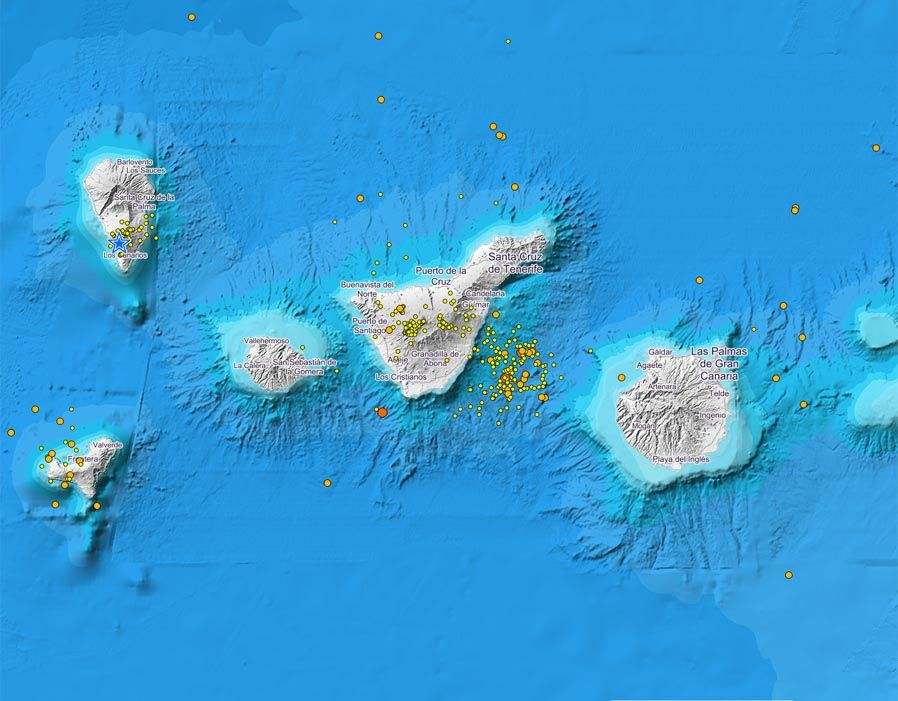 Barlovento
Los Sauces
Santa Cruz de la
Palma
Los Canarios
Santa Cruz
de Tenerife
Puerto de la
Cruz
Buenavista del
Norte
Candelaria
Güímar
Puerto de
Santiago
Granadilla de
Abona
Adeje
Los Cristianos
Vallehermoso
San Sebastián de
la Gomera
La Calera
Las Palmas
de Gran
Canaria
Gáldar
Agaete
Artenara
Telde
Ingenio
Mogán
Playa del Inglés
Valverde
Frontera